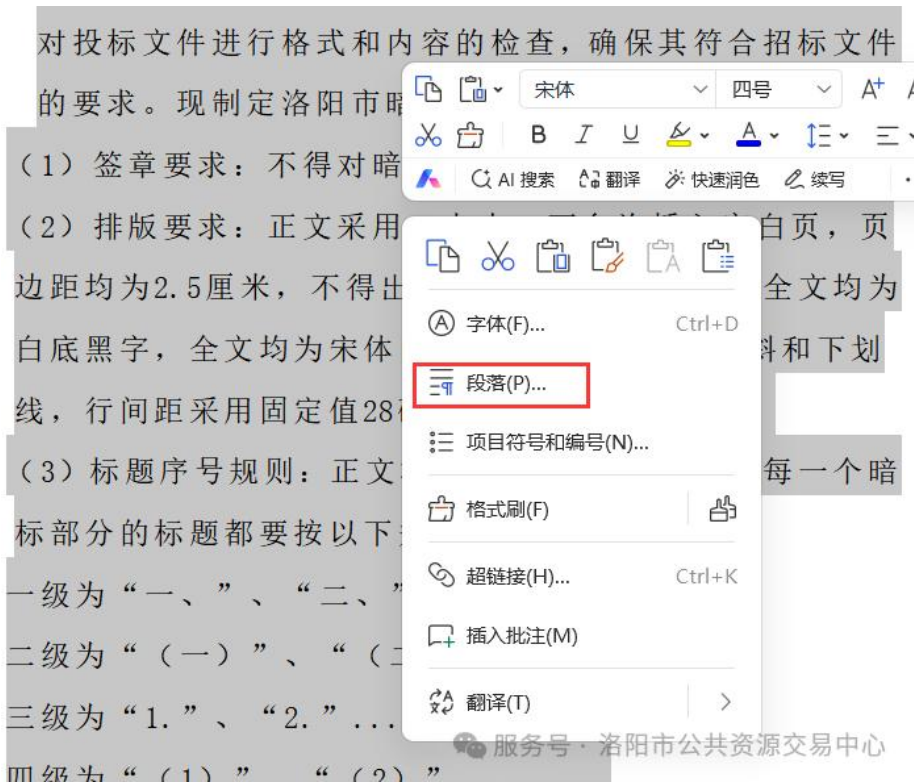 对投标文件进行格式和内容的检查，确保其符合招标文件
的要求。现制定洛阳市暗
（1）签章要求：不得对暗
（2）排版要求：正文采用
白页，页
边距均为2.5厘米，不得出
全文均为
白底黑字，全文均为宋体
和下划
线，行间距采用固定值28
（3）标题序号规则：正文
每一个暗
标部分的标题都要按以下
一级为“一、”、“二、”
二级为“（一）”、“（二
三级为“1.”、“2.”...
四级为“（1）”、“（2）”
宋体
四号
A+
B I U A
AI 搜索
翻译
快速润色
续写
字体(F)... Ctrl+D
段落(P)...
项目符号和编号(N)...
格式刷(F)
超链接(H)... Ctrl+K
插入批注(M)
翻译(T)
服务号 · 洛阳市公共资源交易中心